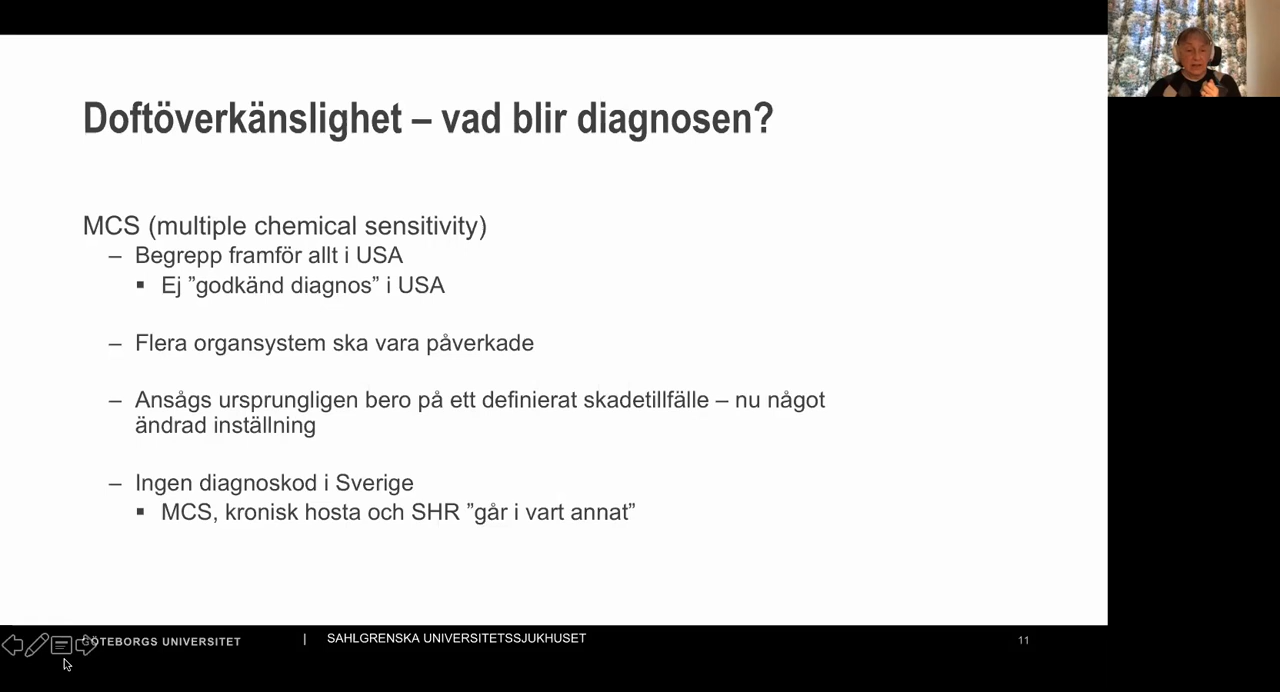 Doftöverkänslighet – vad blir diagnosen?
MCS (multiple chemical sensitivity)
– Begrepp framför allt i USA
▪ Ej ”godkänd diagnos” i USA
– Flera organsystem ska vara påverkade
– Ansågs ursprungligen bero på ett definierat skadetillfälle – nu något
ändrad inställning
– Ingen diagnoskod i Sverige
▪ MCS, kronisk hosta och SHR ”går i vart annat”
GÖTEBORGS UNIVERSITET | SAHLGRENSKA UNIVERSITETSSJUKHUSET 11